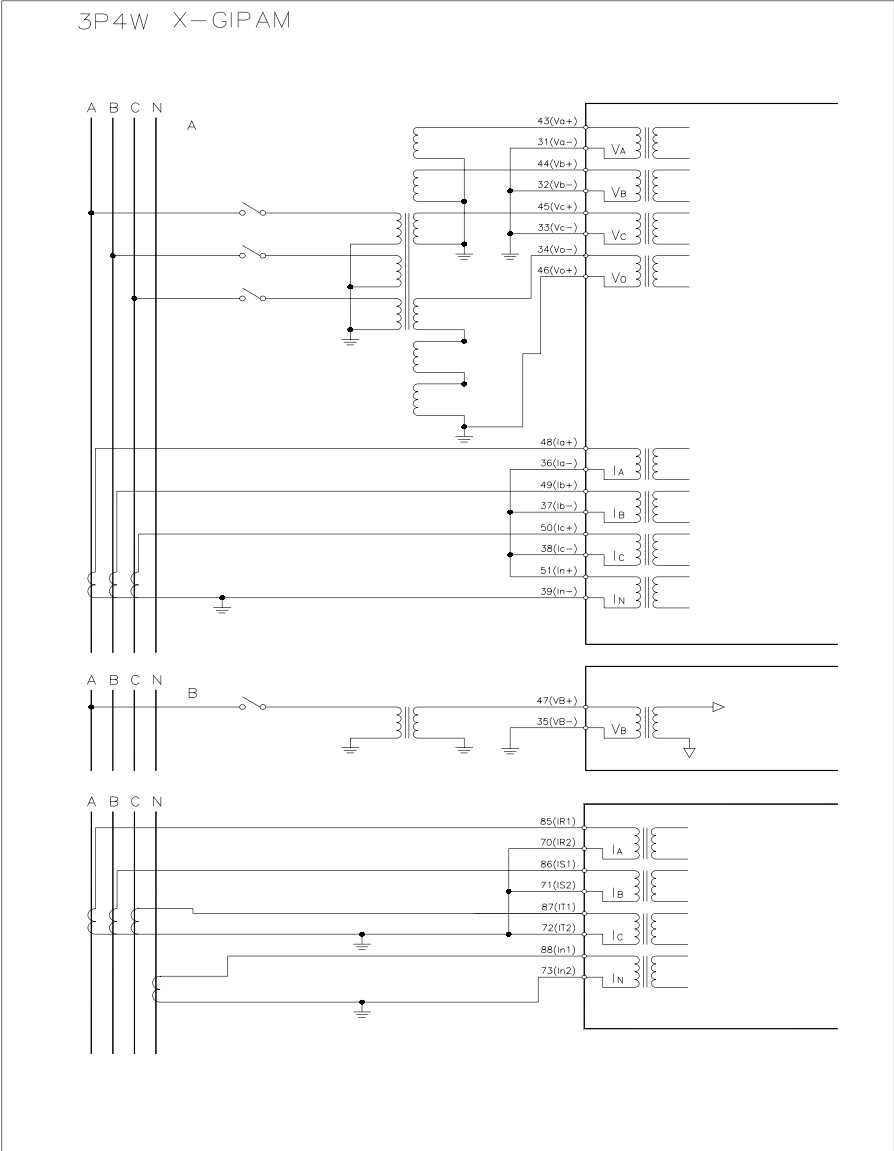 3P4W X-GIPAM
A B C N
A
43(Va+)
31(Va-)
VA
44(Vb+)
32(Vb-)
VB
45(Vc+)
33(Vc-)
VC
34(Vo-)
46(Vo+)
VO
48(Ia+)
36(Ia-)
IA
49(Ib+)
37(Ib-)
IB
50(Ic+)
38(Ic-)
IC
51(In+)
39(In-)
IN
A B C N
B
47(VB+)
35(VB-)
VB
A B C N
85(IR1)
70(IR2)
IA
86(IS1)
71(IS2)
IB
87(IT1)
72(IT2)
IC
88(In1)
73(In2)
IN